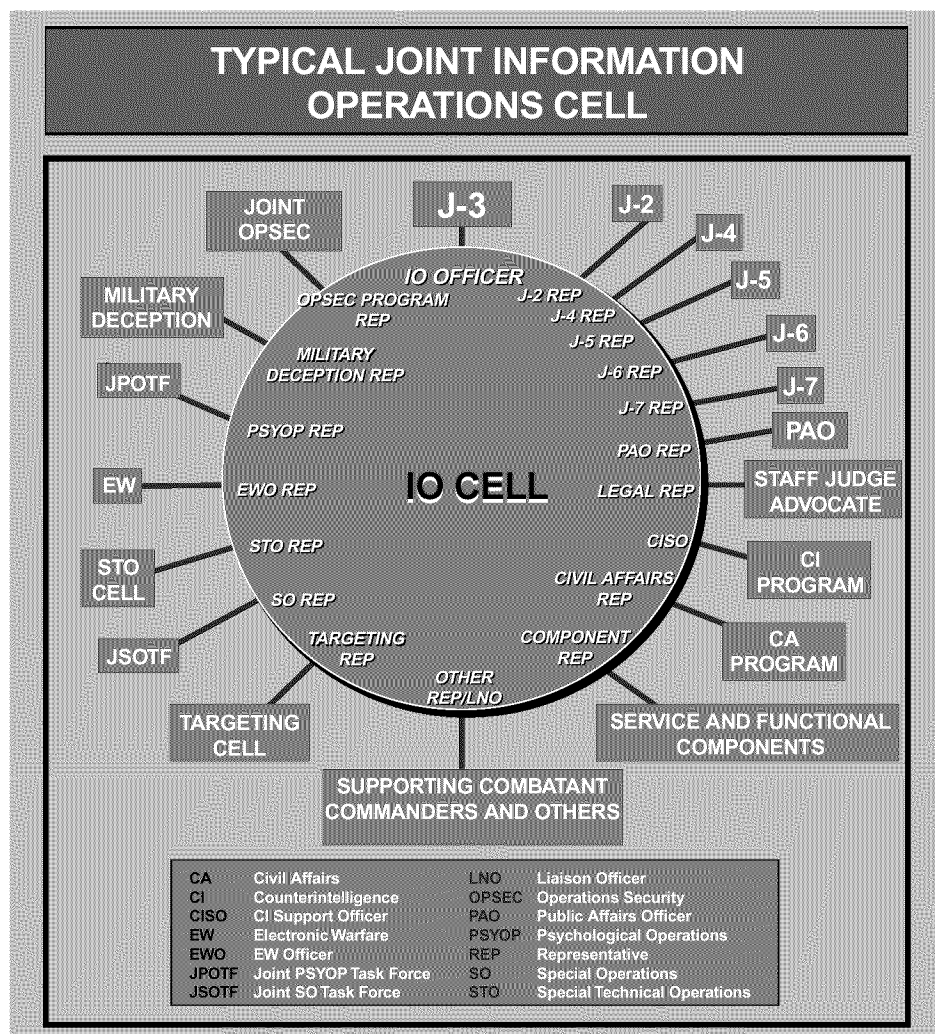 TYPICAL JOINT INFORMATION
OPERATIONS CELL
J-3
JOINT
OPSEC
MILITARY
DECEPTION
JPOTF
EW
STO
CELL
JSOTF
TARGETING
CELL
SUPPORTING COMBATANT
COMMANDERS AND OTHERS
J-2
J-4
J-5
J-6
J-7
PAO
STAFF JUDGE
ADVOCATE
CI
PROGRAM
CA
PROGRAM
SERVICE AND FUNCTIONAL
COMPONENTS
IO OFFICER
OPSEC PROGRAM
REP
MILITARY
DECEPTION REP
PSYOP REP
EWO REP
STO REP
SO REP
TARGETING
REP
OTHER
REP/LNO
J-2 REP
J-4 REP
J-5 REP
J-6 REP
J-7 REP
PAO REP
LEGAL REP
CISO
CIVIL AFFAIRS
REP
COMPONENT
REP
IO CELL
CA Civil Affairs
CI Counterintelligence
CISO CI Support Officer
EW Electronic Warfare
EWO EW Officer
JPOTF Joint PSYOP Task Force
JSOTF Joint SO Task Force
LNO Liaison Officer
OPSEC Operations Security
PAO Public Affairs Officer
PSYOP Psychological Operations
REP Representative
SO Special Operations
STO Special Technical Operations